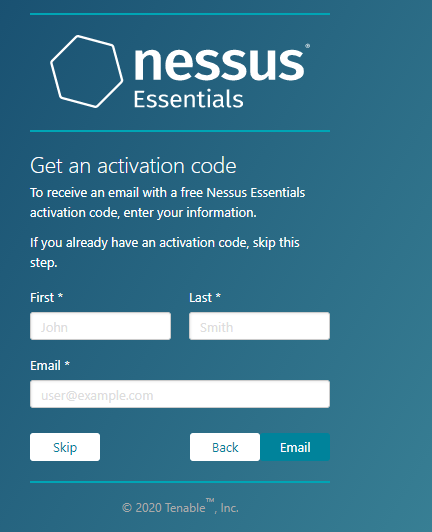 nessus®
Essentials
Get an activation code
To receive an email with a free Nessus Essentials
activation code, enter your information.
If you already have an activation code, skip this
step.
First * Last *
John Smith
Email *
user@example.com
Skip Back Email
© 2020 Tenable™, Inc.